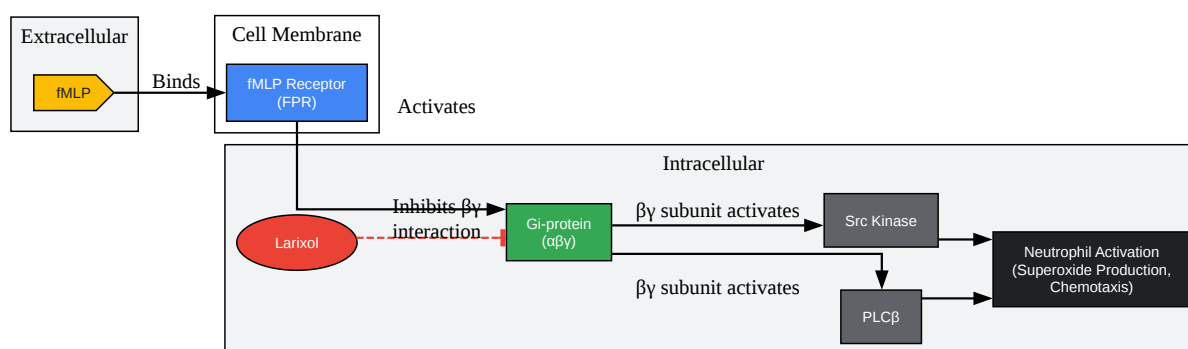 Extracellular
fMLP
Binds
Cell Membrane
fMLP Receptor
(FPR)
Activates
Intracellular
Larixol
Inhibits βγ
interaction
Gi-protein
(αβγ)
βγ subunit activates
βγ subunit activates
Src Kinase
PLCβ
Neutrophil Activation
(Superoxide Production,
Chemotaxis)